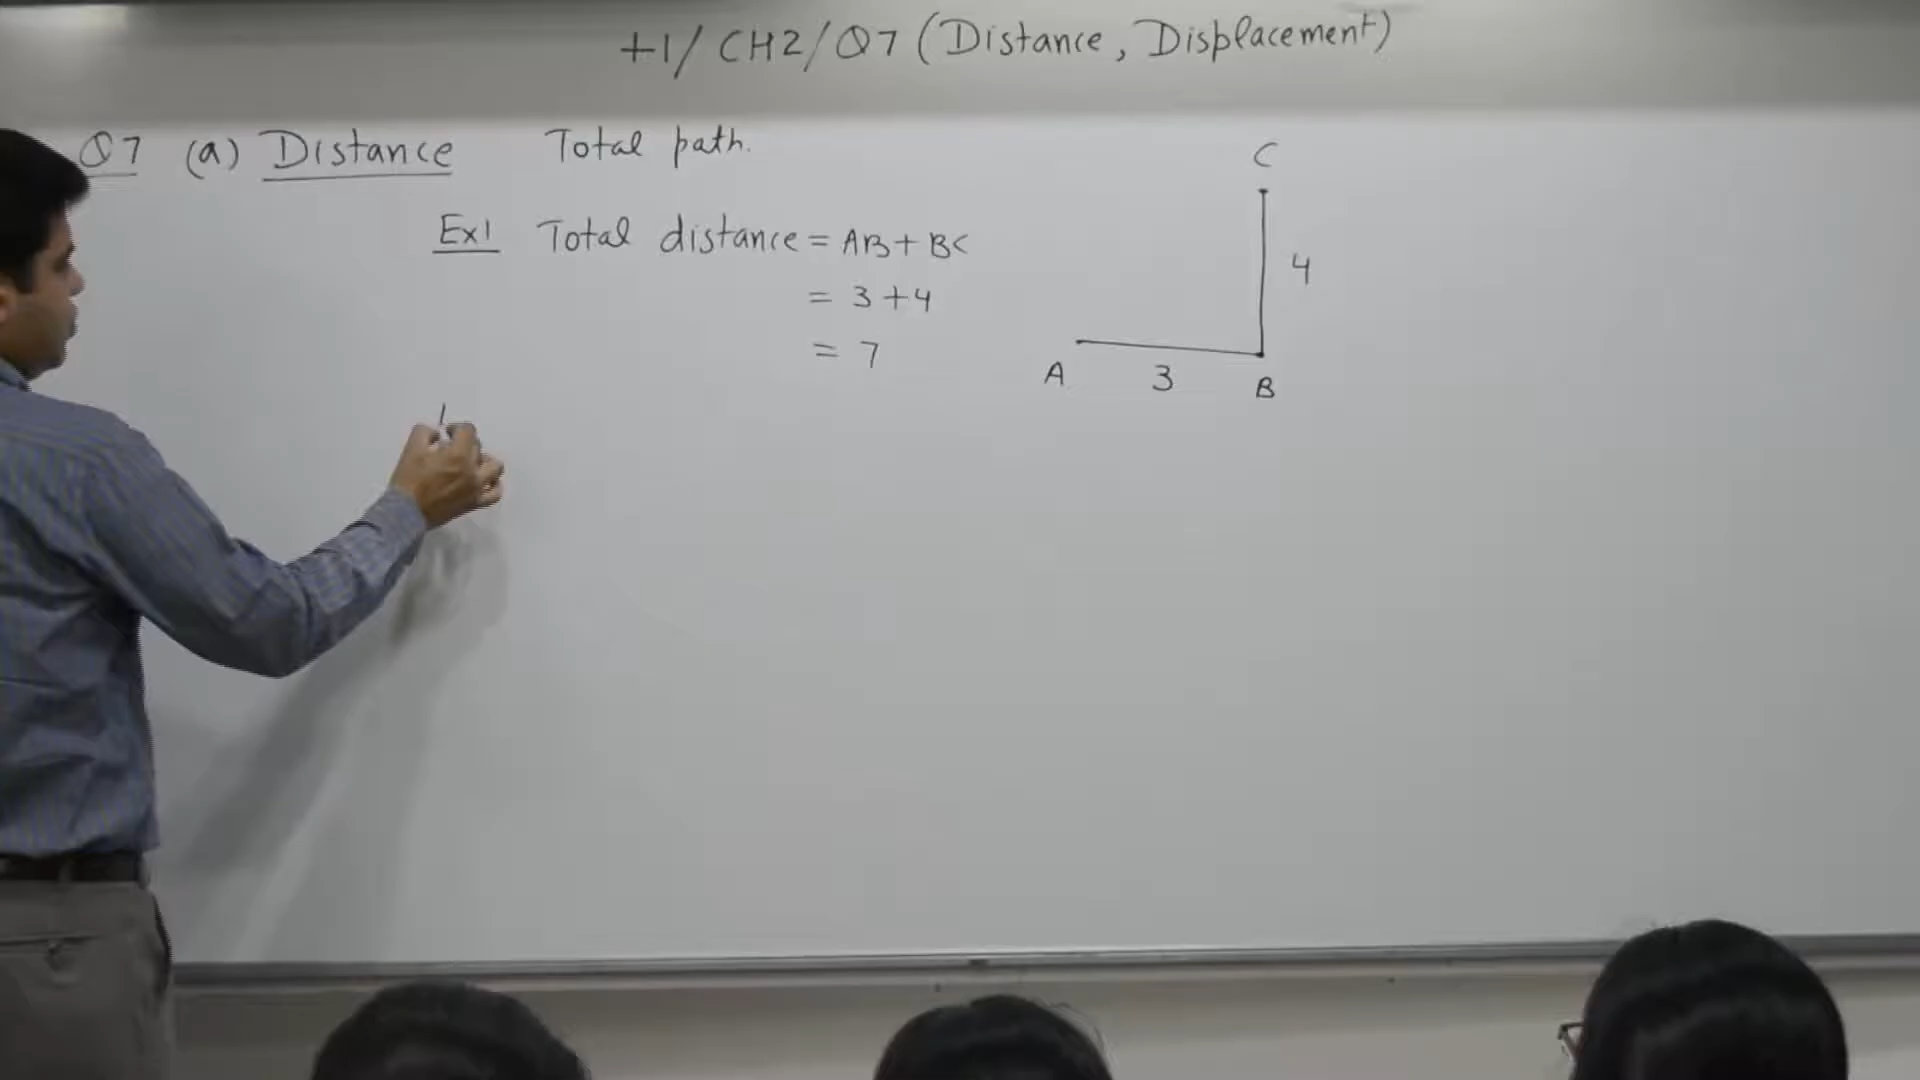 +1/ CH2/Q7 (Distance, Displacement)
Q7 (a) Distance Total path.
Ex1 Total distance = AB + BC
= 3 + 4
= 7
C
4
A 3 B